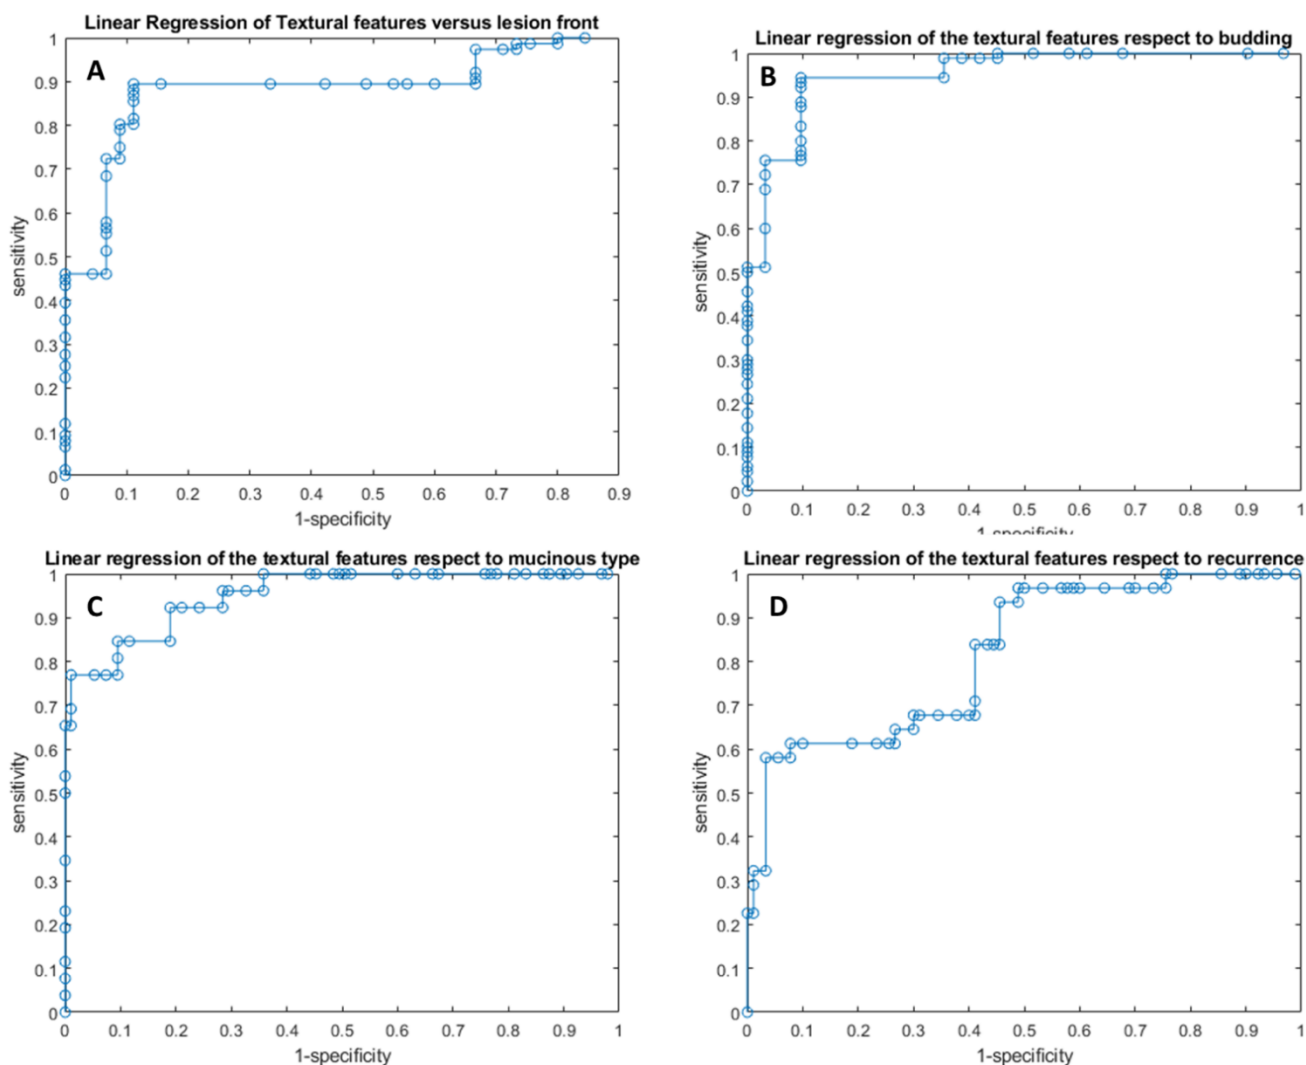 Linear Regression of Textural features versus lesion front
A
1
0.9
0.8
0.7
0.6
0.5
0.4
0.3
0.2
0.1
0
sensitivity
0 0.1 0.2 0.3 0.4 0.5 0.6 0.7 0.8 0.9
1-specificity
Linear regression of the textural features respect to budding
B
1
0.9
0.8
0.7
0.6
0.5
0.4
0.3
0.2
0.1
0
sensitivity
0 0.1 0.2 0.3 0.4 0.5 0.6 0.7 0.8 0.9 1
1-specificity
Linear regression of the textural features respect to mucinous type
C
1
0.9
0.8
0.7
0.6
0.5
0.4
0.3
0.2
0.1
0
sensitivity
0 0.1 0.2 0.3 0.4 0.5 0.6 0.7 0.8 0.9 1
1-specificity
Linear regression of the textural features respect to recurrence
D
1
0.9
0.8
0.7
0.6
0.5
0.4
0.3
0.2
0.1
0
sensitivity
0 0.1 0.2 0.3 0.4 0.5 0.6 0.7 0.8 0.9 1
1-specificity